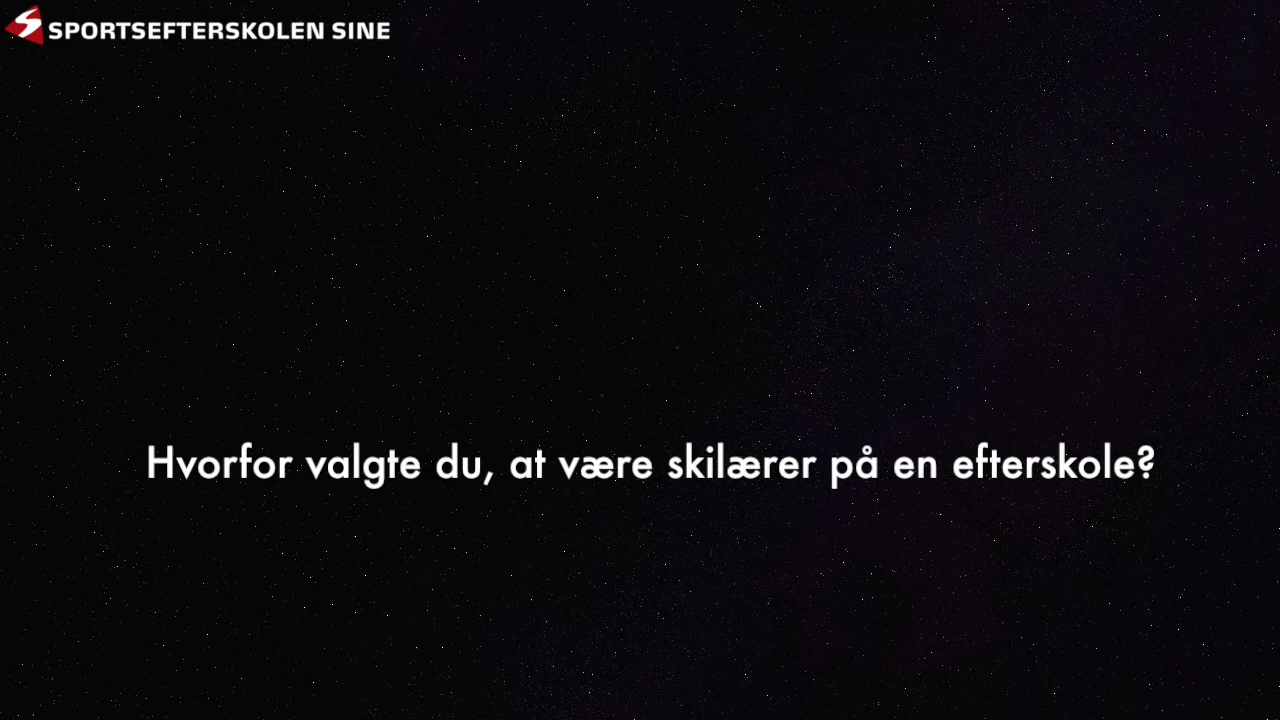 SPORTSEFTERSKOLEN SINE
Hvorfor valgte du, at være skilærer på en efterskole?